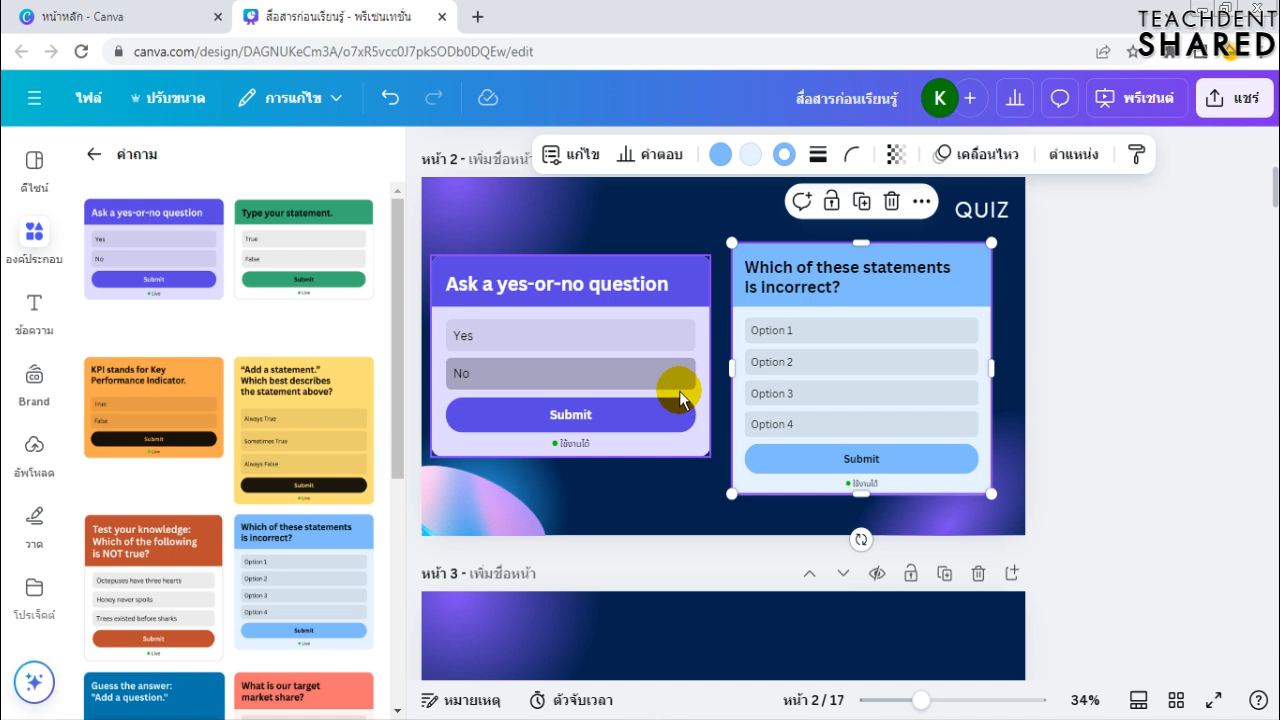 หน้าหลัก - Canva
สื่อสารก่อนเรียนรู้ - พรีเซนเทชั่น
TEACHDENT
SHARED
canva.com/design/DAGNUKeCm3A/o7xR5vcc0J7pkSODb0DQEw/edit
ไฟล์
ปรับขนาด
การแก้ไข
สื่อสารก่อนเรียนรู้
K
พรีเซนต์
แชร์
คำถาม
หน้า 2 - เพิ่มชื่อหน้า
แก้ไข
คำตอบ
เคลื่อนไหว
ตำแหน่ง
ดีไซน์
องค์ประกอบ
ข้อความ
Brand
อัพโหลด
วาด
โปรเจ็คต์
Ask a yes-or-no question
Yes
No
Submit
Live
Type your statement.
True
False
Submit
Live
KPI stands for Key
Performance Indicator.
True
False
Submit
Live
"Add a statement."
Which best describes
the statement above?
Always True
Sometimes True
Always False
Submit
Live
Test your knowledge:
Which of the following
is NOT true?
Octopuses have three hearts
Honey never spoils
Trees existed before sharks
Submit
Live
Which of these statements
is incorrect?
Option 1
Option 2
Option 3
Option 4
Submit
Live
Guess the answer:
"Add a question."
What is our target
market share?
QUIZ
Ask a yes-or-no question
Yes
No
Submit
ใช้งานได้
Which of these statements
is incorrect?
Option 1
Option 2
Option 3
Option 4
Submit
ใช้งานได้
หน้า 3 - เพิ่มชื่อหน้า
หมายเหตุ
ตัวจับเวลา
หน้า 2 / 17
34%